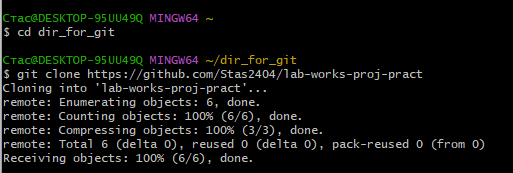 Стас@DESKTOP-95UU49Q MINGW64 ~
$ cd dir_for_git
Стас@DESKTOP-95UU49Q MINGW64 ~/dir_for_git
$ git clone https://github.com/Stas2404/lab-works-proj-pract
Cloning into 'lab-works-proj-pract'...
remote: Enumerating objects: 6, done.
remote: Counting objects: 100% (6/6), done.
remote: Compressing objects: 100% (3/3), done.
remote: Total 6 (delta 0), reused 0 (delta 0), pack-reused 0 (from 0)
Receiving objects: 100% (6/6), done.